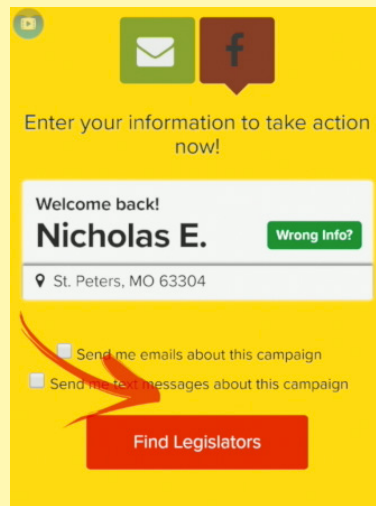 Enter your information to take action
now!
Welcome back!
Nicholas E.
Wrong Info?
St. Peters, MO 63304
Send me emails about this campaign
Send me text messages about this campaign
Find Legislators